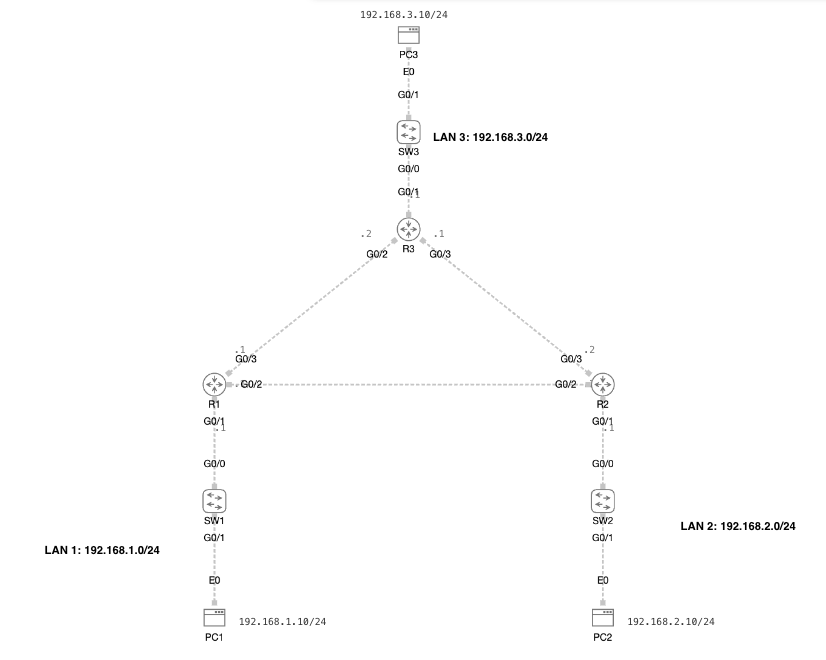 192.168.3.10/24
PC3
E0
G0/1
SW3
LAN 3: 192.168.3.0/24
G0/0
G0/1
.1
.2
.1
R3
G0/2
G0/3
.1
.2
G0/3
G0/3
G0/2
G0/2
R1
R2
G0/1
.1
G0/1
.1
G0/0
G0/0
SW1
SW2
LAN 2: 192.168.2.0/24
G0/1
G0/1
LAN 1: 192.168.1.0/24
E0
E0
192.168.1.10/24
192.168.2.10/24
PC1
PC2